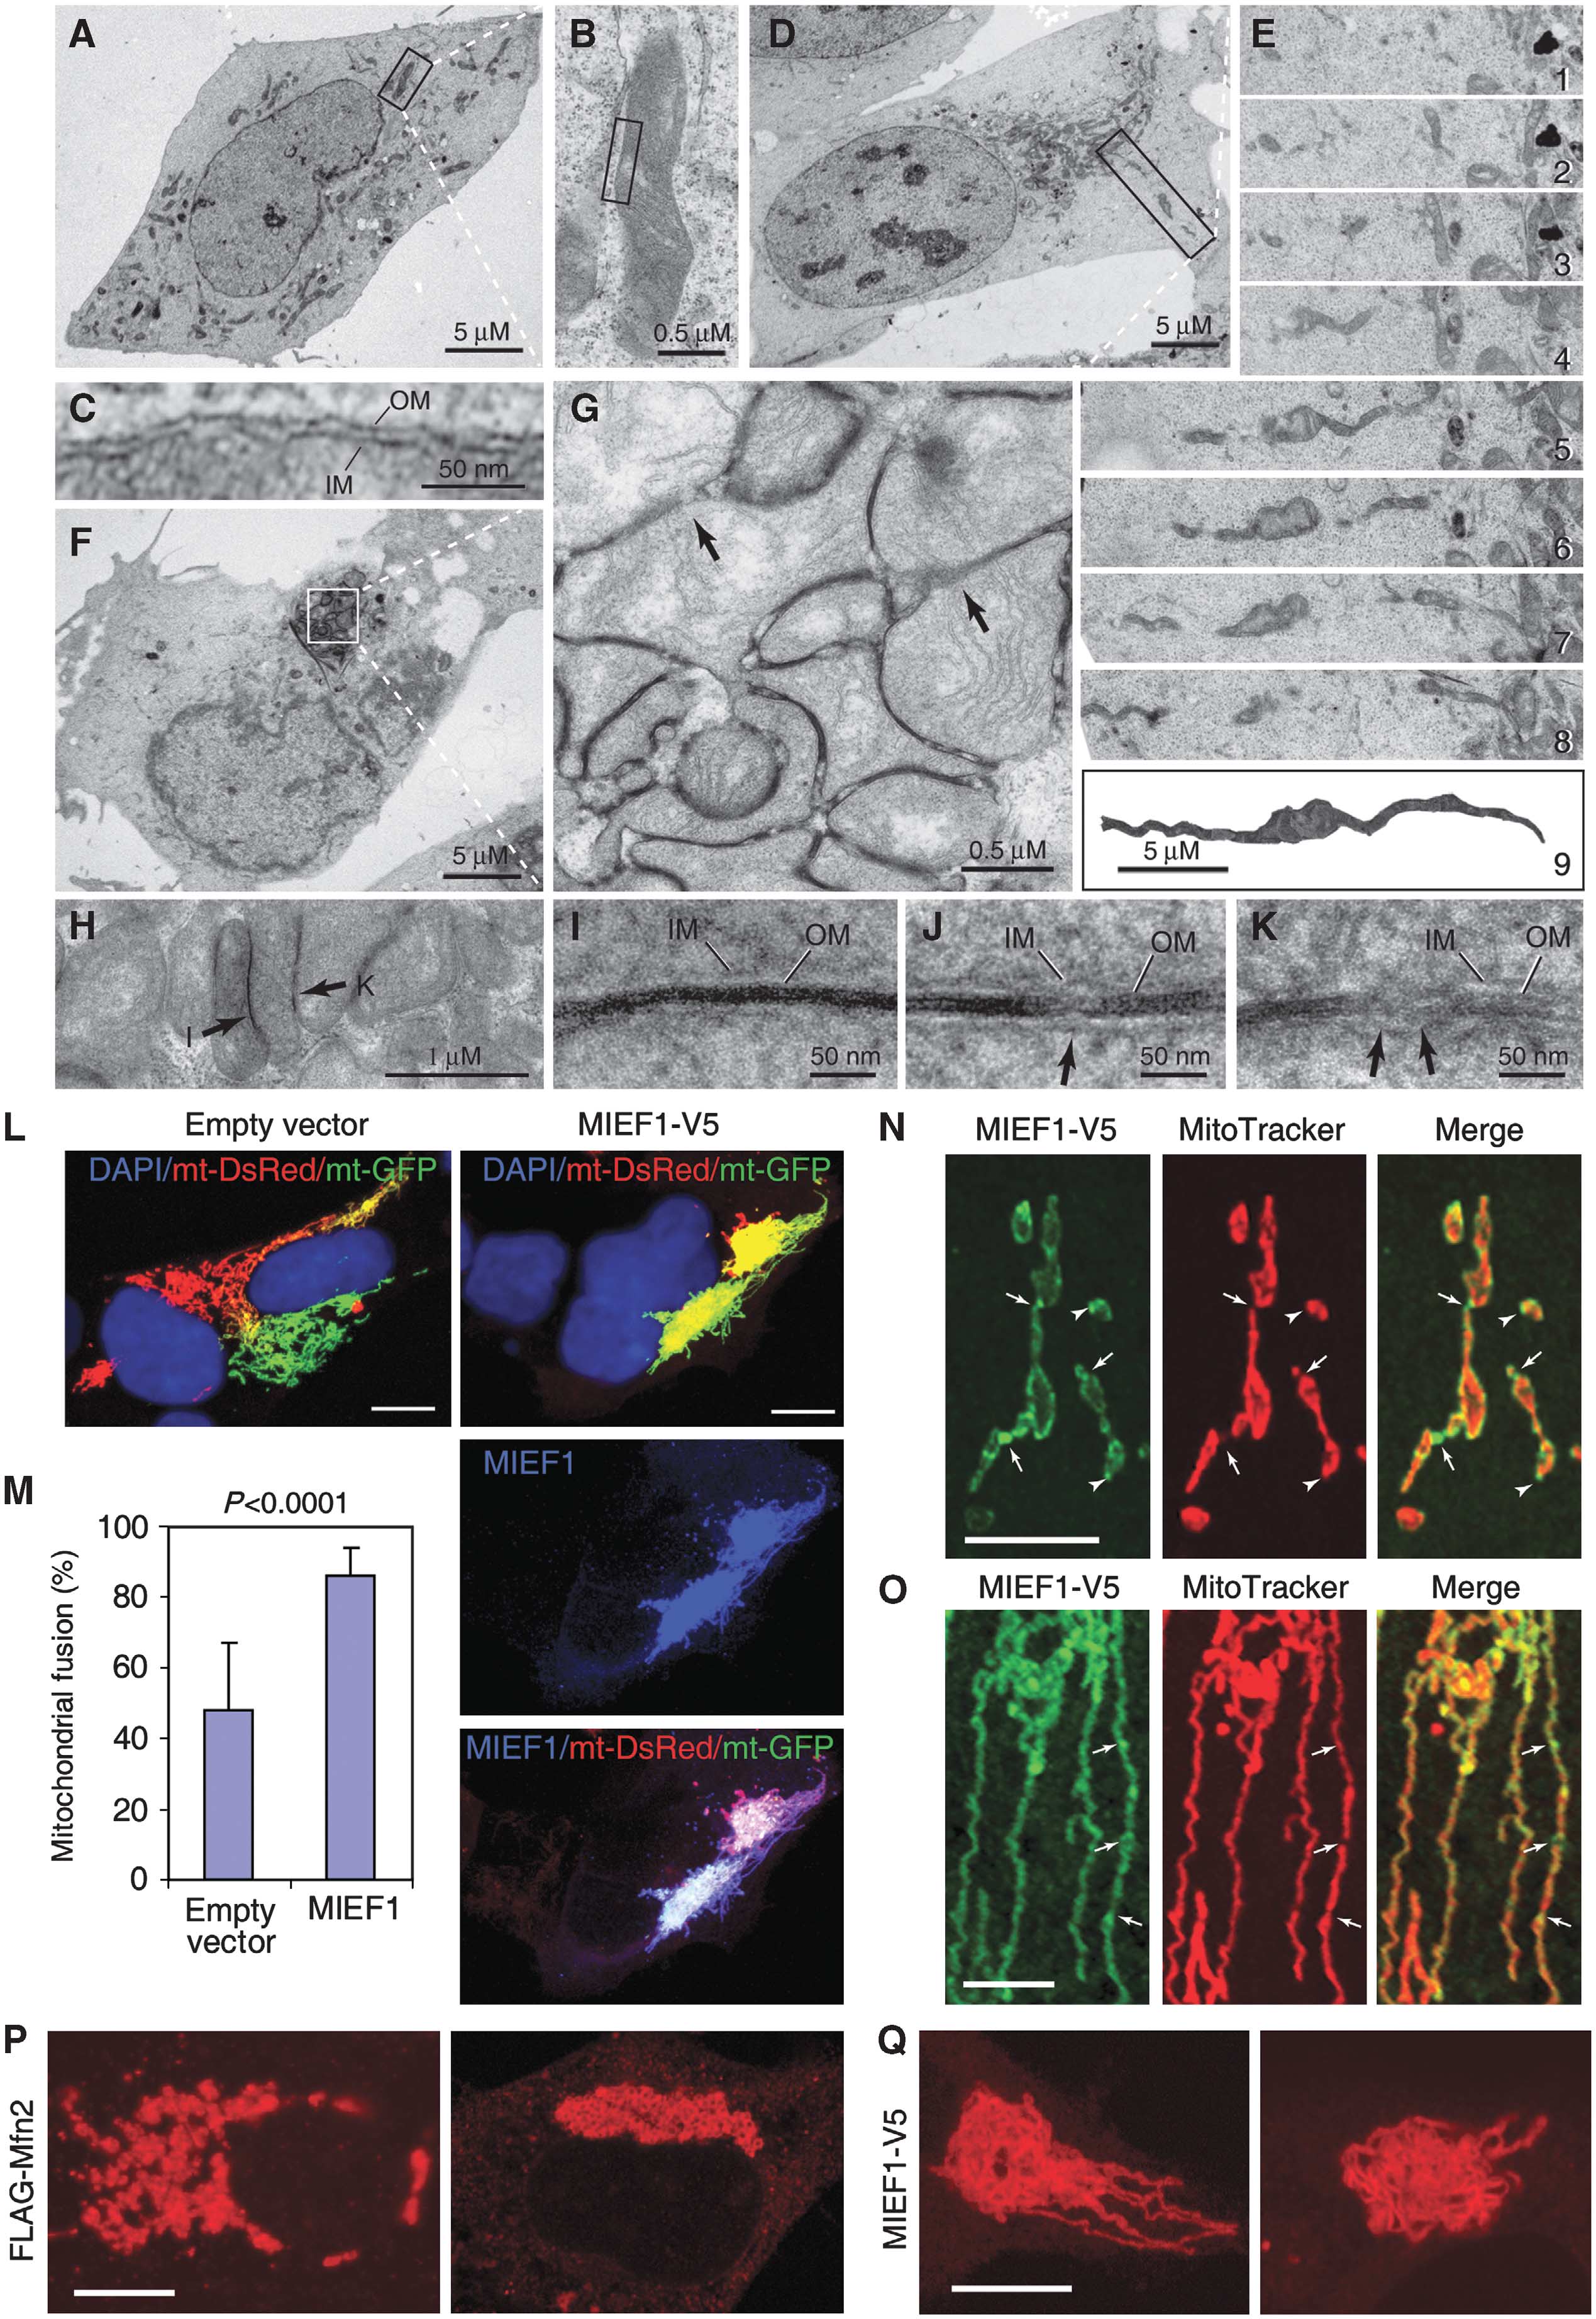 A
5 µM
B
0.5 µM
D
5 µM
E
1
2
3
4
C
OM
IM
50 nm
F
5 µM
G
0.5 µM
5
6
7
8
5 µM
9
H
I
K
1 µM
I
IM
OM
50 nm
J
IM
OM
50 nm
K
IM
OM
50 nm
L
Empty vector
MIEF1-V5
DAPI/mt-DsRed/mt-GFP
DAPI/mt-DsRed/mt-GFP
MIEF1
MIEF1/mt-DsRed/mt-GFP
M
P<0.0001
Mitochondrial fusion (%)
100
80
60
40
20
0
Empty
vector
MIEF1
N
MIEF1-V5
MitoTracker
Merge
O
MIEF1-V5
MitoTracker
Merge
P
FLAG-Mfn2
Q
MIEF1-V5